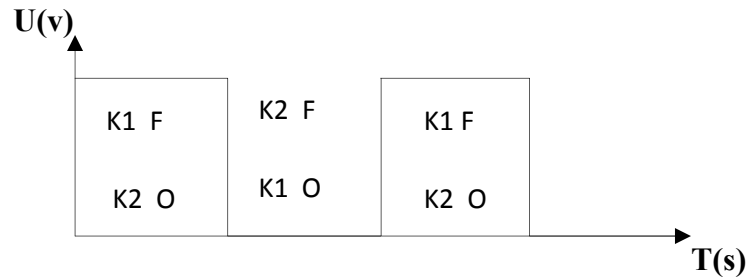 U(v)
K1 F
K2 O
K2 F
K1 O
K1 F
K2 O
T(s)